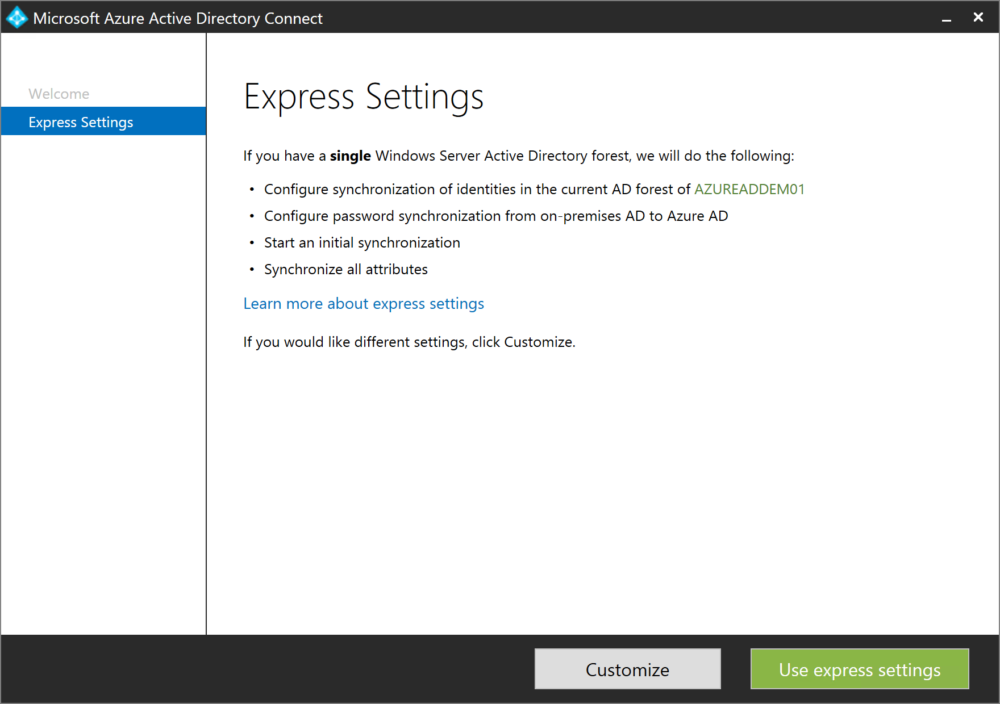 Microsoft Azure Active Directory Connect
Welcome
Express Settings
Express Settings
If you have a single Windows Server Active Directory forest, we will do the following:
• Configure synchronization of identities in the current AD forest of AZUREADDEM01
• Configure password synchronization from on-premises AD to Azure AD
• Start an initial synchronization
• Synchronize all attributes
Learn more about express settings
If you would like different settings, click Customize.
Customize
Use express settings